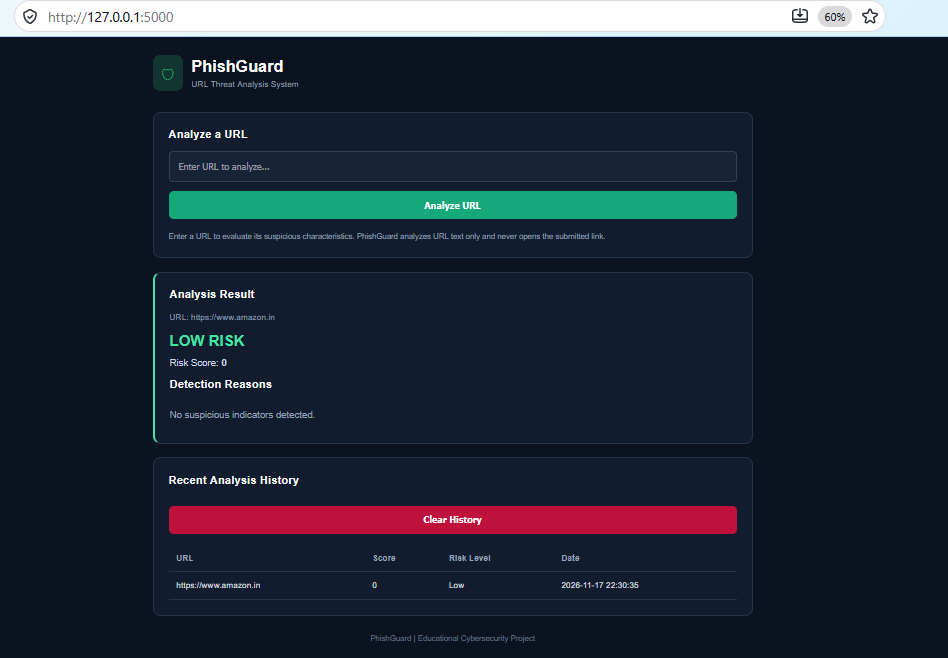 http://127.0.0.1:5000
60%
PhishGuard
URL Threat Analysis System
Analyze a URL
Enter URL to analyze...
Analyze URL
Enter a URL to evaluate its suspicious characteristics. PhishGuard analyzes URL text only and never opens the submitted link.
Analysis Result
URL: https://www.amazon.in
LOW RISK
Risk Score: 0
Detection Reasons
No suspicious indicators detected.
Recent Analysis History
Clear History
URL Score Risk Level Date
https://www.amazon.in 0 Low 2026-11-17 22:30:35
PhishGuard | Educational Cybersecurity Project